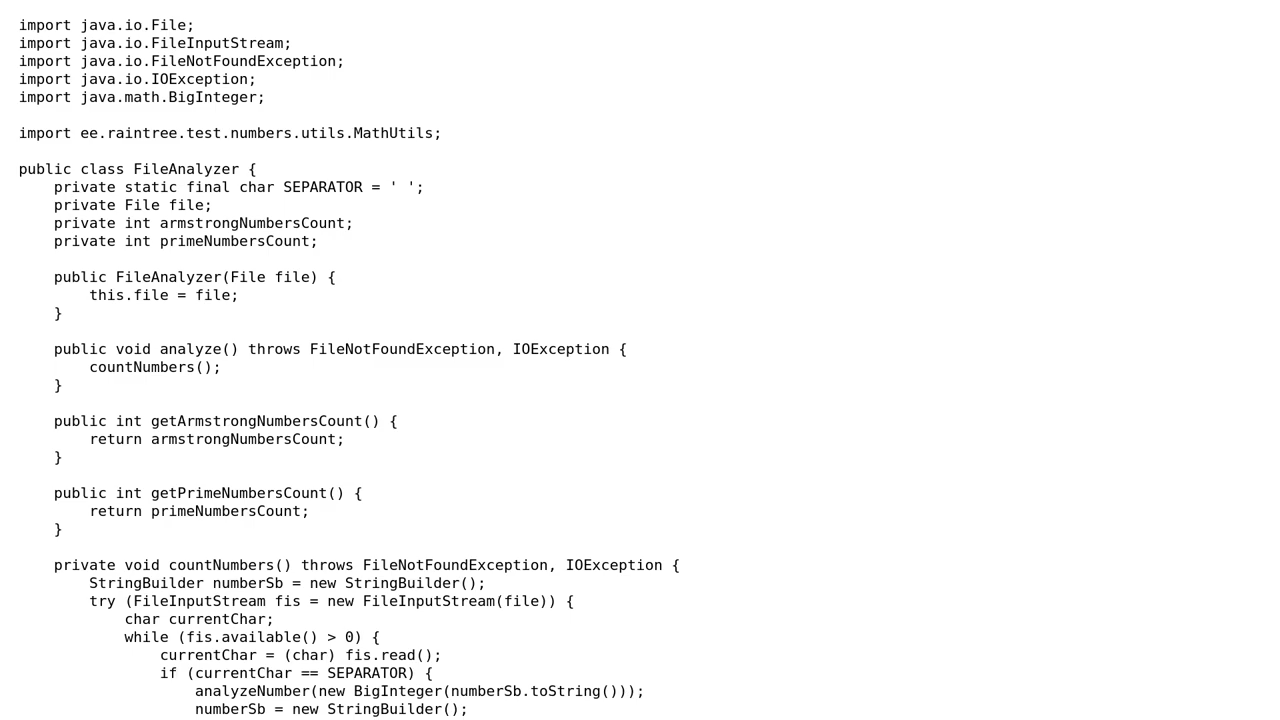 import java.io.File;
import java.io.FileInputStream;
import java.io.FileNotFoundException;
import java.io.IOException;
import java.math.BigInteger;

import ee.raintree.test.numbers.utils.MathUtils;

public class FileAnalyzer {
    private static final char SEPARATOR = ' ';
    private File file;
    private int armstrongNumbersCount;
    private int primeNumbersCount;

    public FileAnalyzer(File file) {
        this.file = file;
    }

    public void analyze() throws FileNotFoundException, IOException {
        countNumbers();
    }

    public int getArmstrongNumbersCount() {
        return armstrongNumbersCount;
    }

    public int getPrimeNumbersCount() {
        return primeNumbersCount;
    }

    private void countNumbers() throws FileNotFoundException, IOException {
        StringBuilder numberSb = new StringBuilder();
        try (FileInputStream fis = new FileInputStream(file)) {
            char currentChar;
            while (fis.available() > 0) {
                currentChar = (char) fis.read();
                if (currentChar == SEPARATOR) {
                    analyzeNumber(new BigInteger(numberSb.toString()));
                    numberSb = new StringBuilder();